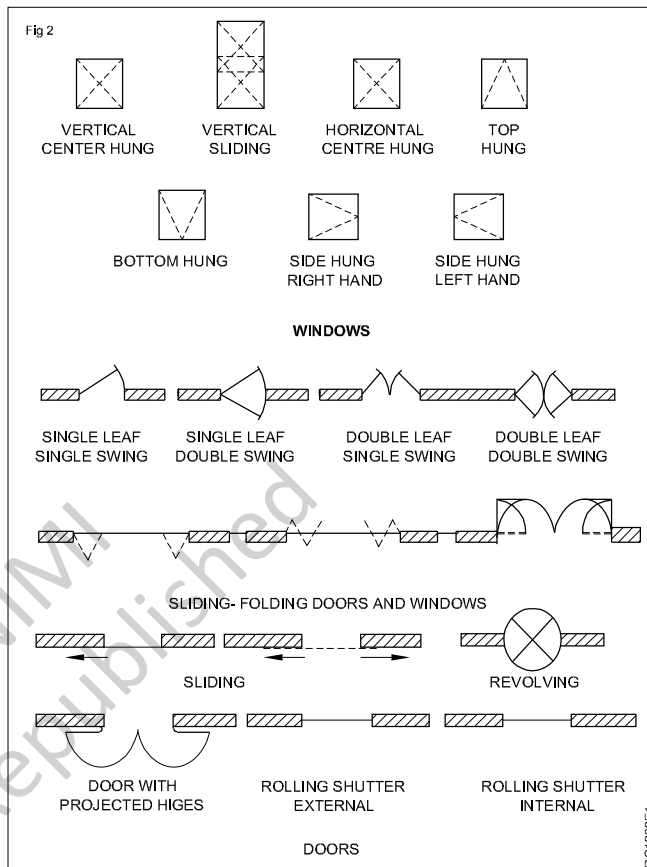 Fig 2
VERTICAL
CENTER HUNG
VERTICAL
SLIDING
HORIZONTAL
CENTRE HUNG
TOP
HUNG
BOTTOM HUNG
SIDE HUNG
RIGHT HAND
SIDE HUNG
LEFT HAND
WINDOWS
SINGLE LEAF
SINGLE SWING
SINGLE LEAF
DOUBLE SWING
DOUBLE LEAF
SINGLE SWING
DOUBLE LEAF
DOUBLE SWING
SLIDING- FOLDING DOORS AND WINDOWS
SLIDING
REVOLVING
DOOR WITH
PROJECTED HIGES
ROLLING SHUTTER
EXTERNAL
ROLLING SHUTTER
INTERNAL
DOORS
NIMI
epublished